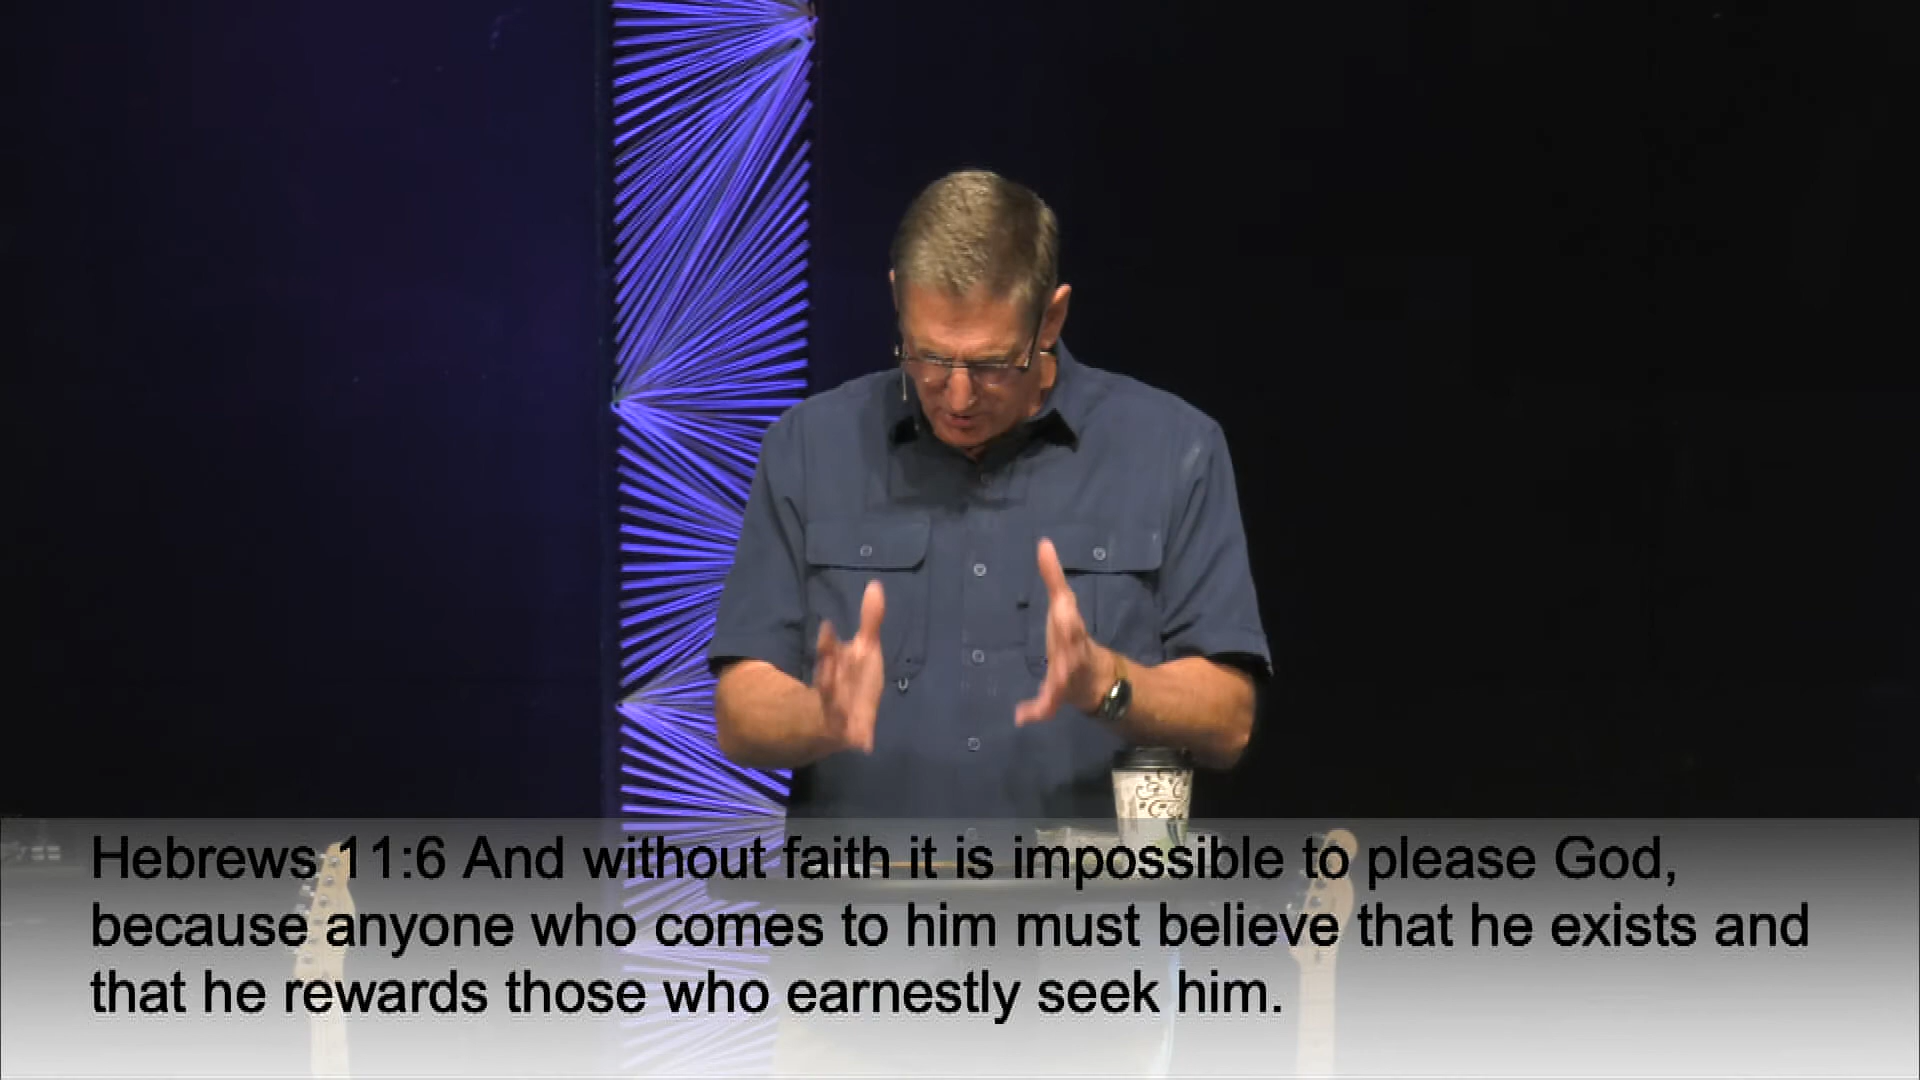 Hebrews 11:6 And without faith it is impossible to please God,
because anyone who comes to him must believe that he exists and
that he rewards those who earnestly seek him.